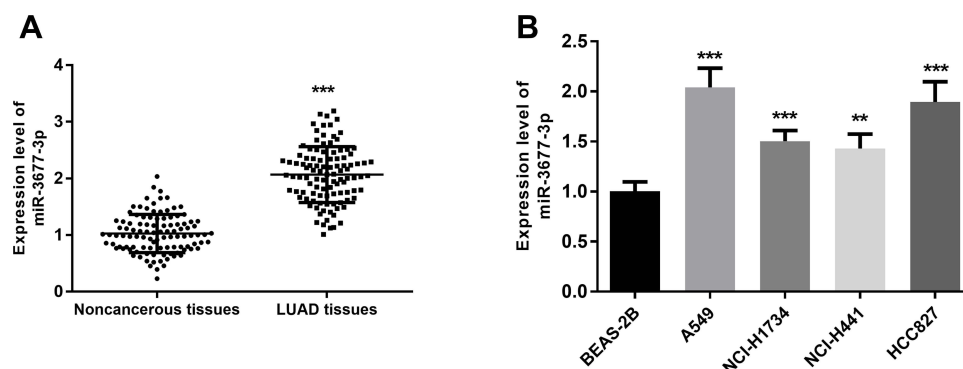 A
Expression level of
miR-3677-3p
4
3
2
1
0
***
Noncancerous tissues
LUAD tissues
B
Expression level of
miR-3677-3p
2.5
2.0
1.5
1.0
0.5
0.0
***
***
**
***
BEAS-2B
A549
NCI-H1734
NCI-H441
HCC827